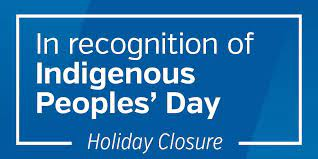 In recognition of
Indigenous
Peoples’ Day
Holiday Closure